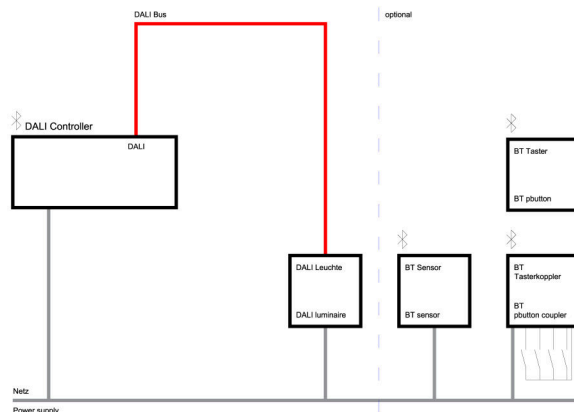 DALI Bus
optional
DALI Controller
DALI
BT Taster
BT pbutton
DALI Leuchte
DALI luminaire
BT Sensor
BT sensor
BT
Tasterkoppler
BT
pbutton coupler
Netz
Power supply